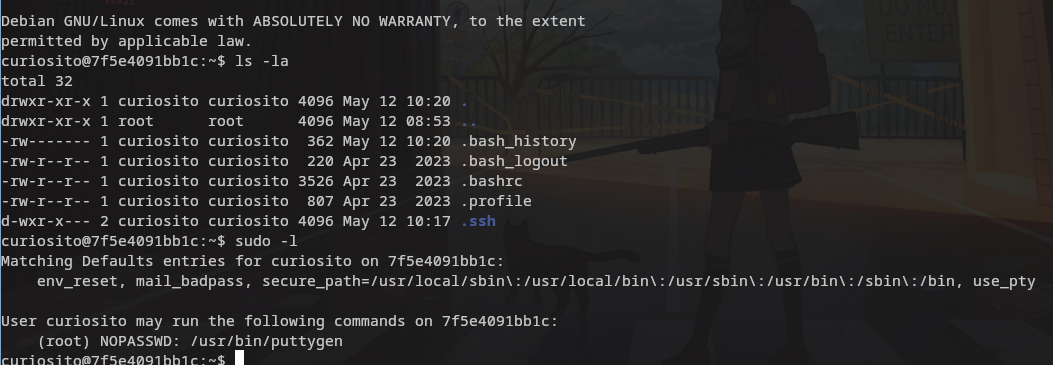 Debian GNU/Linux comes with ABSOLUTELY NO WARRANTY, to the extent
permitted by applicable law.
curiosito@7f5e4091bb1c:~$ ls -la
total 32
drwxr-xr-x 1 curiosito curiosito 4096 May 12 10:20 .
drwxr-xr-x 1 root      root      4096 May 12 08:53 ..
-rw------- 1 curiosito curiosito  362 May 12 10:20 .bash_history
-rw-r--r-- 1 curiosito curiosito  220 Apr 23  2023 .bash_logout
-rw-r--r-- 1 curiosito curiosito 3526 Apr 23  2023 .bashrc
-rw-r--r-- 1 curiosito curiosito  807 Apr 23  2023 .profile
d-wxr-x--- 2 curiosito curiosito 4096 May 12 10:17 .ssh
curiosito@7f5e4091bb1c:~$ sudo -l
Matching Defaults entries for curiosito on 7f5e4091bb1c:
    env_reset, mail_badpass, secure_path=/usr/local/sbin\:/usr/local/bin\:/usr/sbin\:/usr/bin\:/sbin\:/bin, use_pty

User curiosito may run the following commands on 7f5e4091bb1c:
    (root) NOPASSWD: /usr/bin/puttygen
curiosito@7f5e4091bb1c:~$
DO NO
ENTER